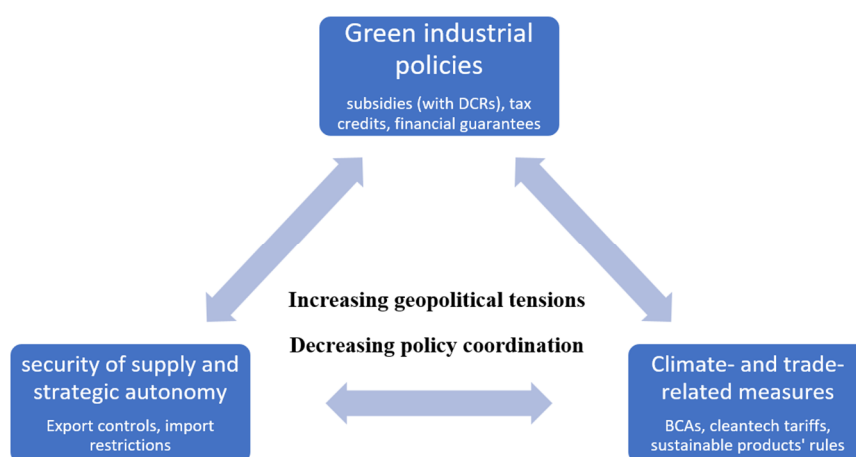 Green industrial
policies
subsidies (with DCRs), tax
credits, financial guarantees
Increasing geopolitical tensions
Decreasing policy coordination
security of supply and
strategic autonomy
Export controls, import
restrictions
Climate- and trade-
related measures
BCAs, cleantech tariffs,
sustainable products' rules